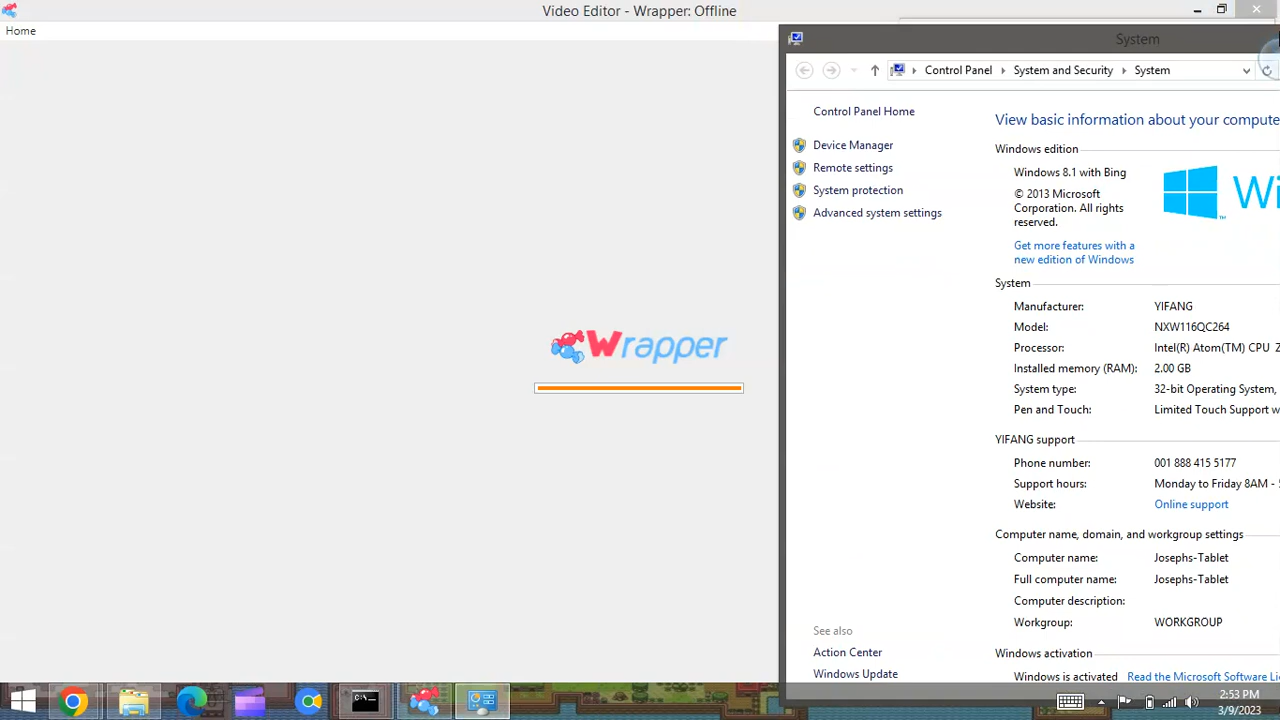 Video Editor - Wrapper: Offline
Home
Wrapper
System
Control Panel System and Security System
Control Panel Home
Device Manager
Remote settings
System protection
Advanced system settings
See also
Action Center
Windows Update
View basic information about your compute
Windows edition
Windows 8.1 with Bing
© 2013 Microsoft
Corporation. All rights
reserved.
Get more features with a
new edition of Windows
Wi
System
Manufacturer: YIFANG
Model: NXW116QC264
Processor: Intel(R) Atom(TM) CPU Z
Installed memory (RAM): 2.00 GB
System type: 32-bit Operating System,
Pen and Touch: Limited Touch Support w
YIFANG support
Phone number: 001 888 415 5177
Support hours: Monday to Friday 8AM -
Website: Online support
Computer name, domain, and workgroup settings
Computer name: Josephs-Tablet
Full computer name: Josephs-Tablet
Computer description:
Workgroup: WORKGROUP
Windows activation
Windows is activated Read the Microsoft Software Li
2:53 PM
3/9/2023